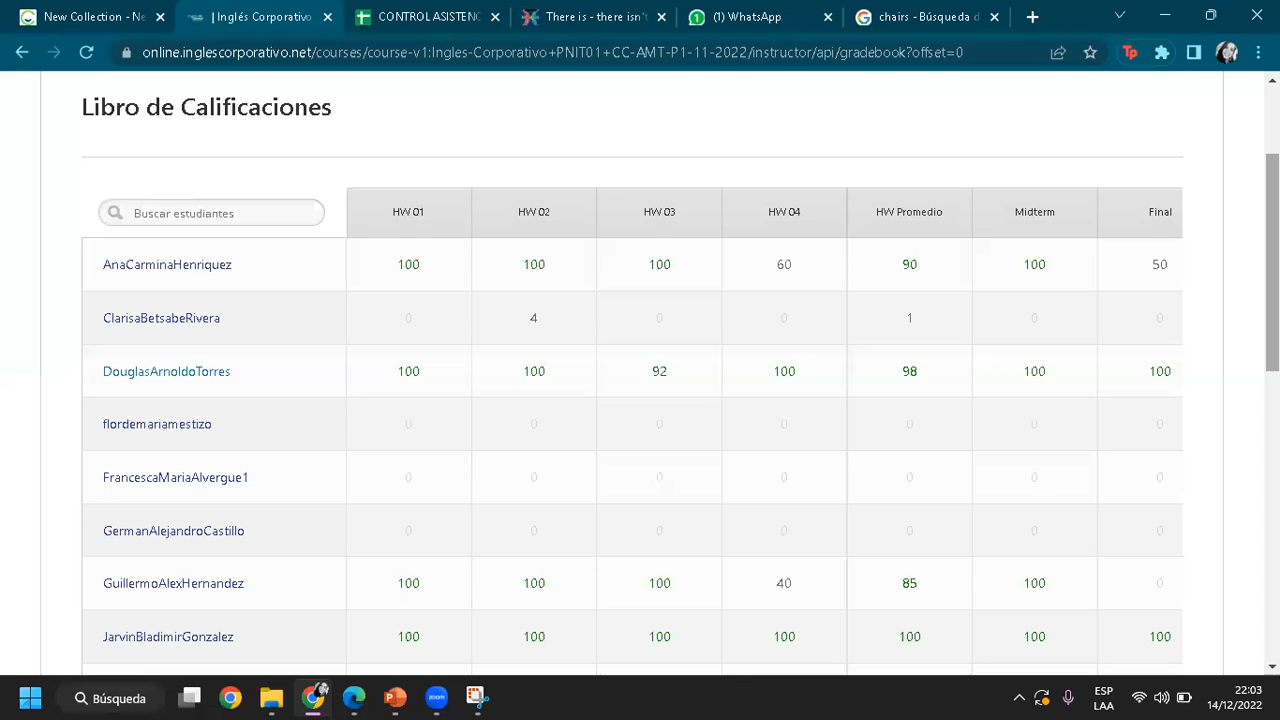 New Collection - Ne
| Inglés Corporativo
CONTROL ASISTENC
There is - there isn'
(1) WhatsApp
chairs - Búsqueda d
online.inglescorporativo.net/courses/course-v1:Ingles-Corporativo+PNIT01+CC-AMT-P1-11-2022/instructor/api/gradebook?offset=0
Libro de Calificaciones
Buscar estudiantes
HW 01 HW 02 HW 03 HW 04 HW Promedio Midterm Final
AnaCarminaHenriquez 100 100 100 60 90 100 50
ClarisaBetsabeRivera 0 4 0 0 1 0 0
DouglasArnoldoTorres 100 100 92 100 98 100 100
flordemariamestizo 0 0 0 0 0 0 0
FrancescaMariaAlvergue1 0 0 0 0 0 0 0
GermanAlejandroCastillo 0 0 0 0 0 0 0
GuillermoAlexHernandez 100 100 100 40 85 100 0
JarvinBladimirGonzalez 100 100 100 100 100 100 100
Búsqueda
zoom
ESP
LAA
22:03
14/12/2022